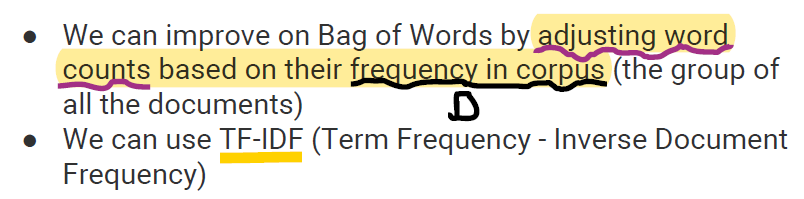 ● We can improve on Bag of Words by adjusting word
counts based on their frequency in corpus (the group of
all the documents)
D
● We can use TF-IDF (Term Frequency - Inverse Document
Frequency)